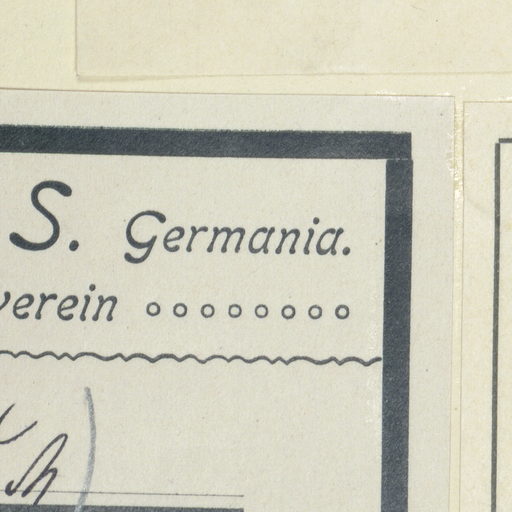 S. Germania.
verein ○○○○○○○○